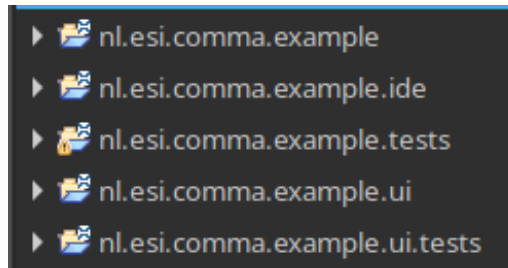 nl.esi.comma.example
nl.esi.comma.example.ide
nl.esi.comma.example.tests
nl.esi.comma.example.ui
nl.esi.comma.example.ui.tests